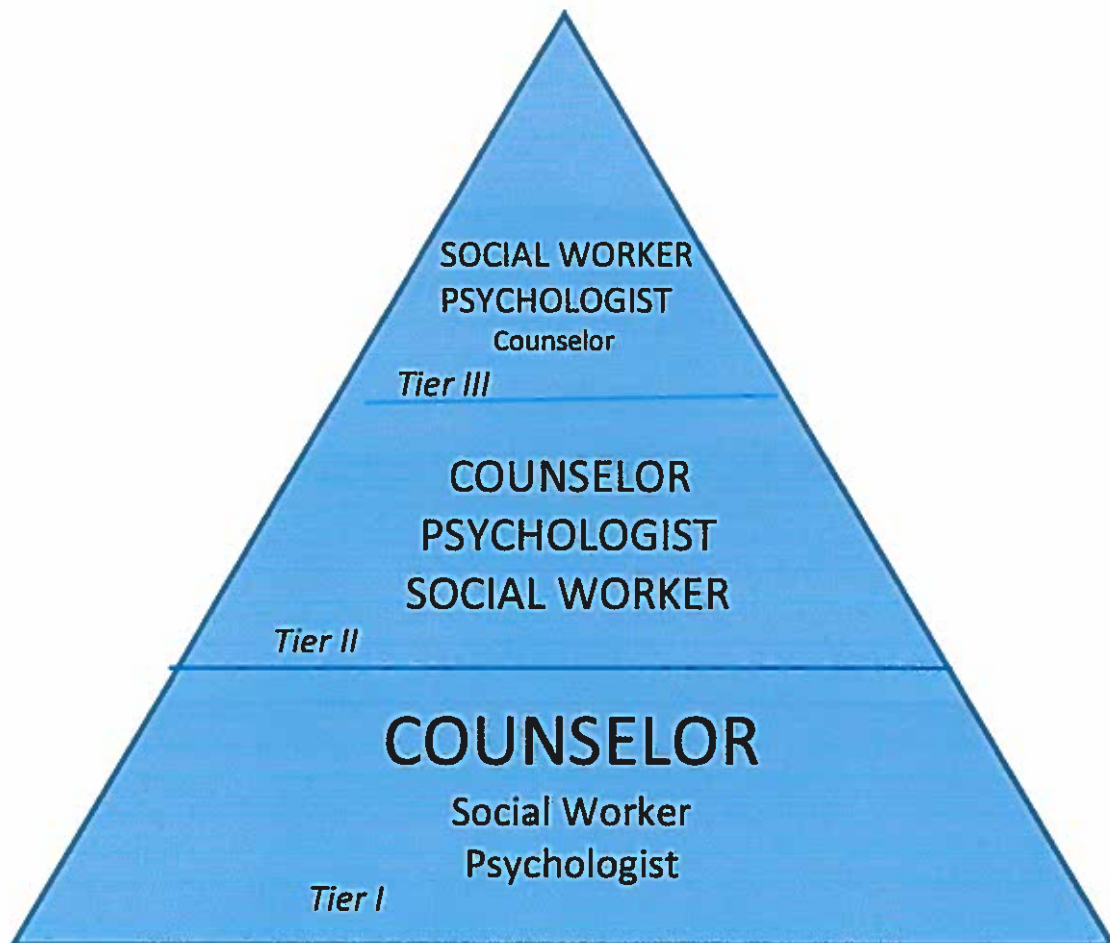 SOCIAL WORKER
PSYCHOLOGIST
Counselor
Tier III
COUNSELOR
PSYCHOLOGIST
SOCIAL WORKER
Tier II
COUNSELOR
Social Worker
Psychologist
Tier I